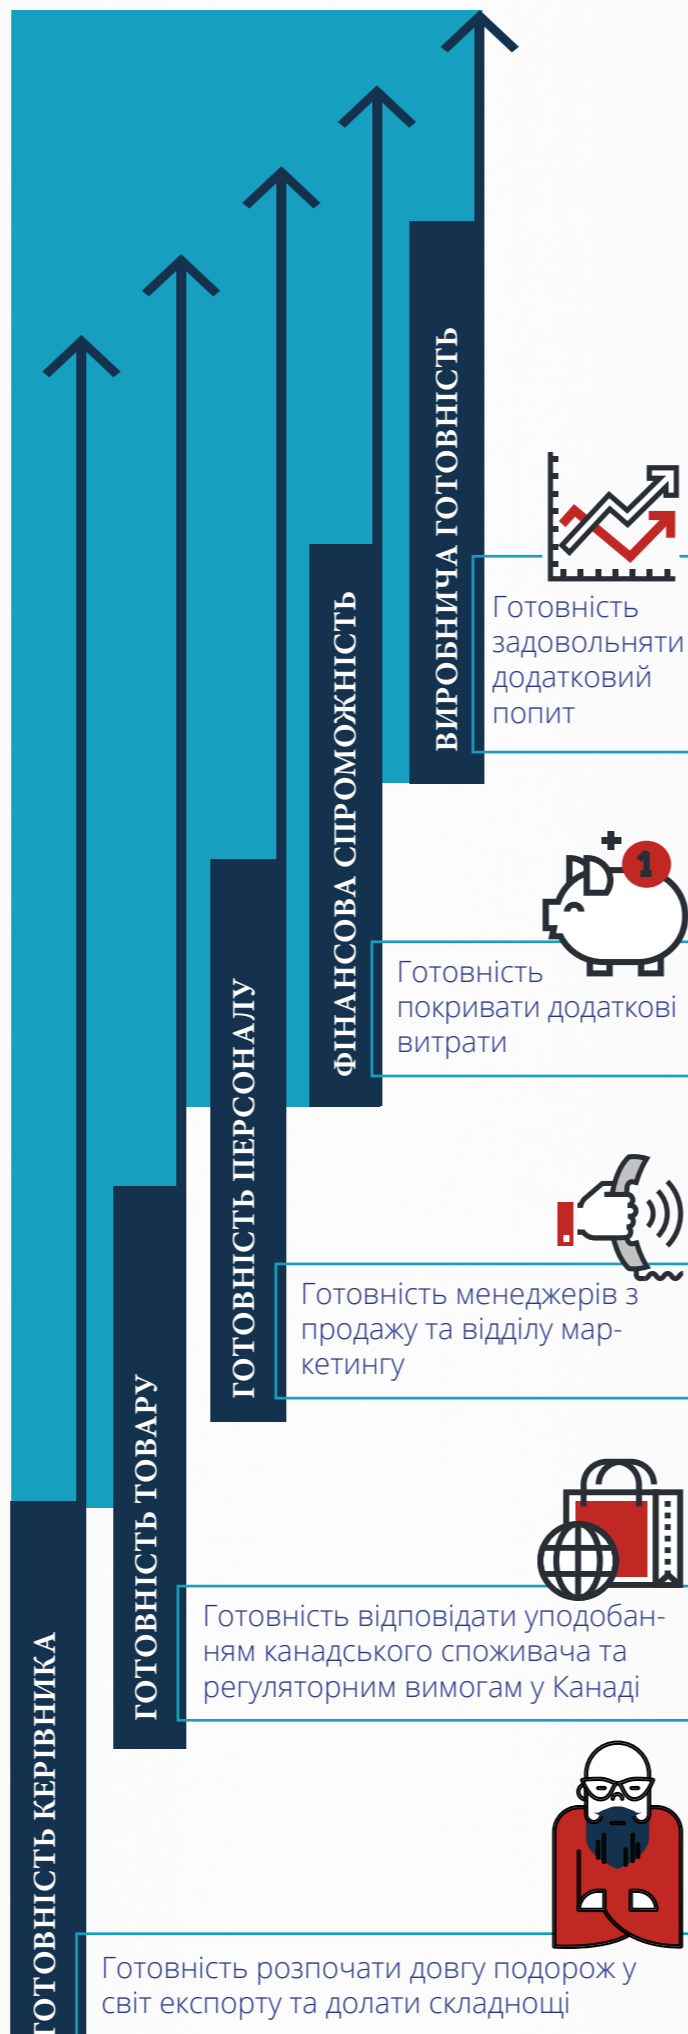 ВИРОБНИЧА ГОТОВНІСТЬ
Готовність
задовольняти
додатковий
попит
ФІНАНСОВА СПРОМОЖНІСТЬ
1
Готовність
покривати додаткові
витрати
ГОТОВНІСТЬ ПЕРСОНАЛУ
Готовність менеджерів з
продажу та відділу мар-
кетингу
ГОТОВНІСТЬ ТОВАРУ
Готовність відповідати уподобан-
ням канадського споживача та
регуляторним вимогам у Канаді
ГОТОВНІСТЬ КЕРІВНИКА
Готовність розпочати довгу подорож у
світ експорту та долати складнощі